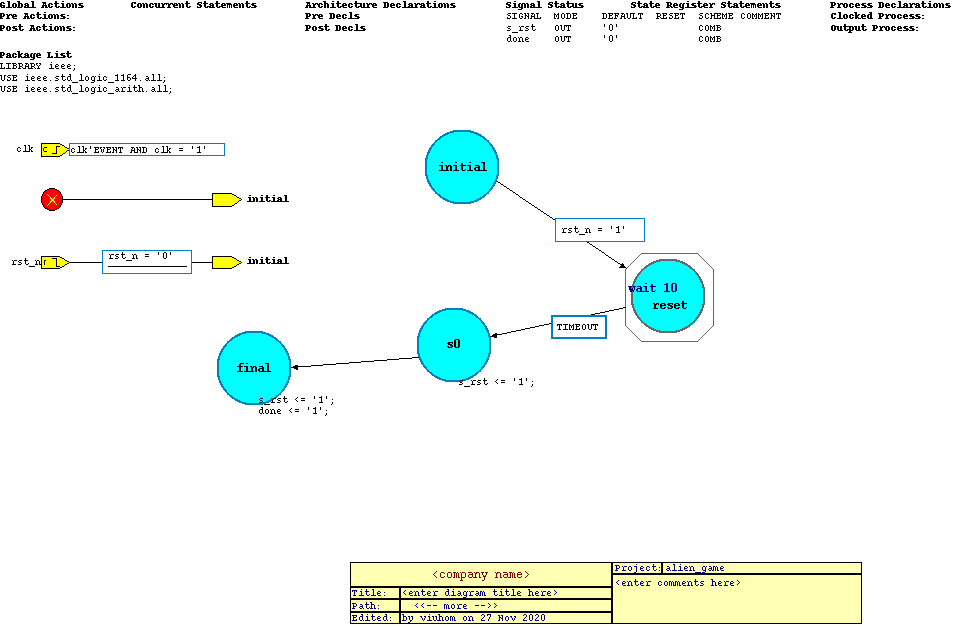 Global Actions
Pre Actions:
Post Actions:
Concurrent Statements
Architecture Declarations
Pre Decls
Post Decls
Signal Status
SIGNAL MODE DEFAULT RESET SCHEME COMMENT
s_rst OUT '0' COMB
done OUT '0' COMB
State Register Statements
Process Declarations
Clocked Process:
Output Process:
Package List
LIBRARY ieee;
USE ieee.std_logic_1164.all;
USE ieee.std_logic_arith.all;
clk
C
clk'EVENT AND clk = '1'
initial
rst_n
r
rst_n = '0'
initial
initial
rst_n = '1'
wait 10
reset
TIMEOUT
s0
s_rst <= '1';
final
s_rst <= '1';
done <= '1';
<company name>
Title: <enter diagram title here>
Path: <<-- more -->>
Edited: by viuhom on 27 Nov 2020
Project: alien_game
<enter comments here>